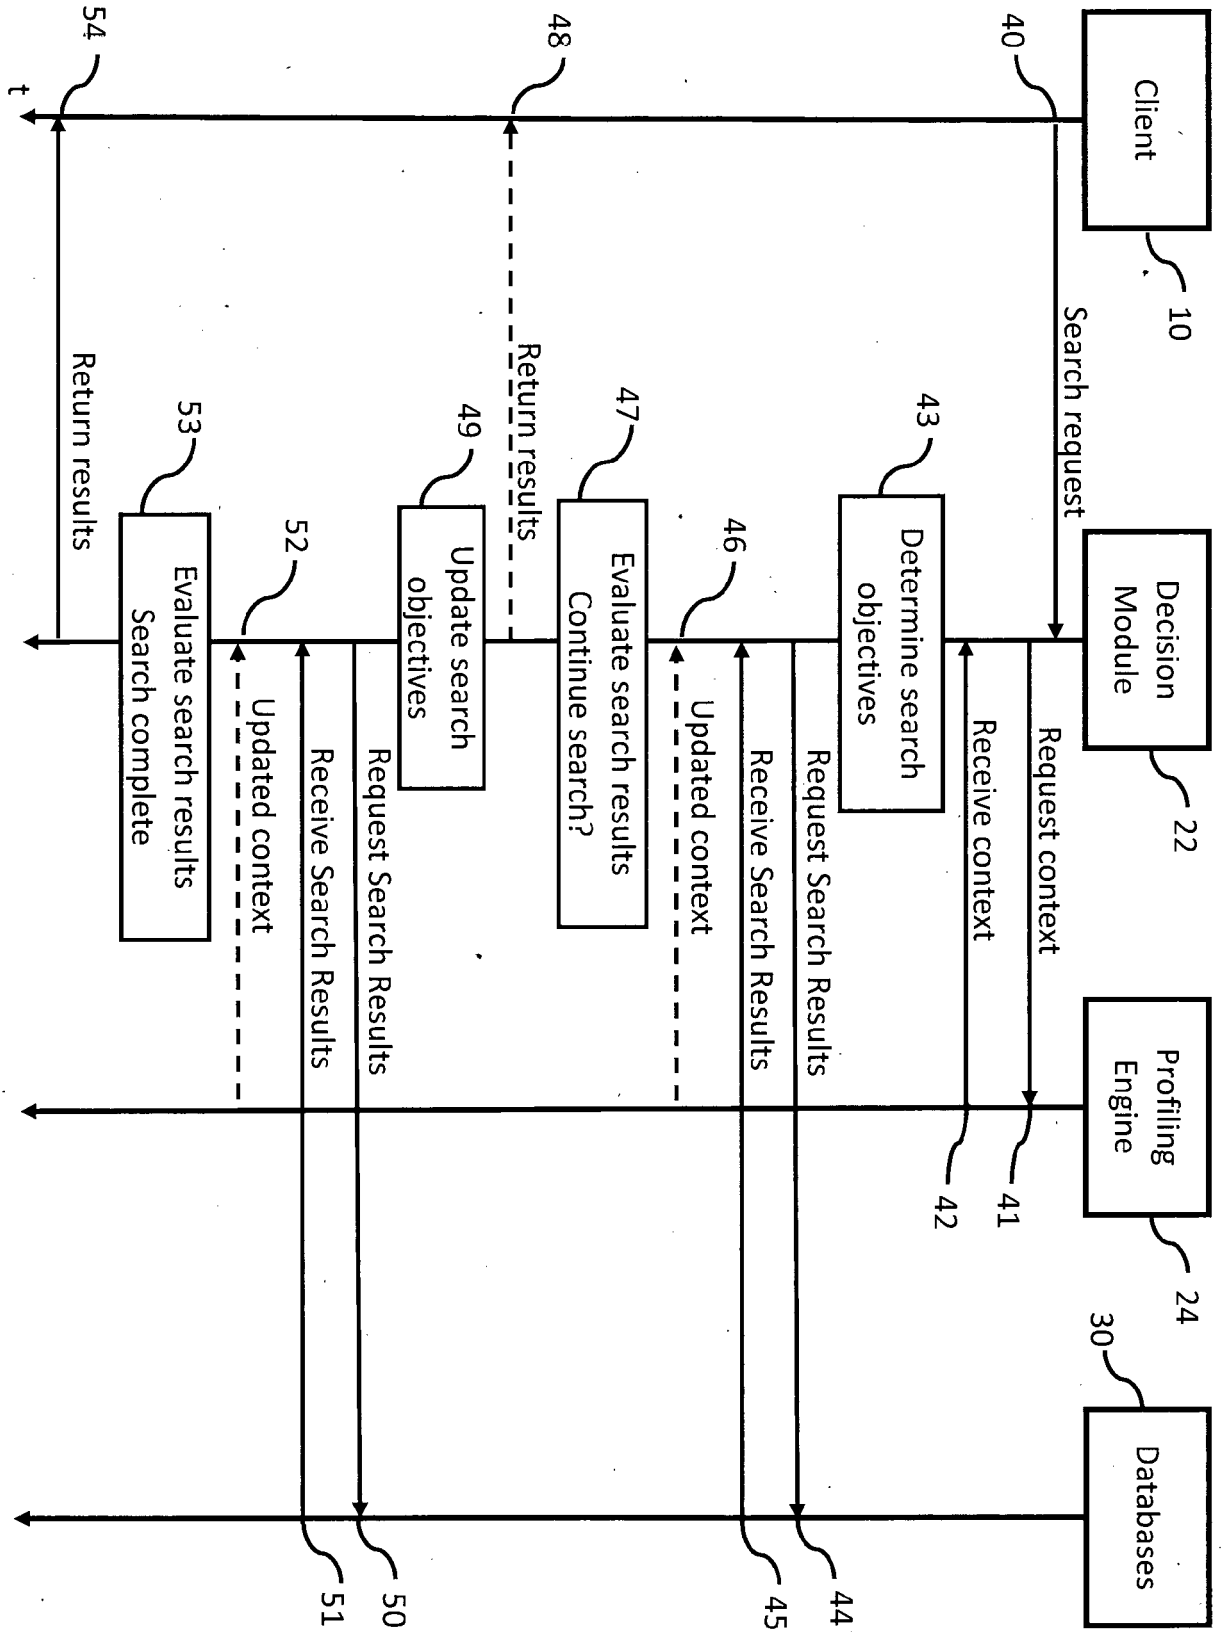 Client
10
Decision
Module
22
Profiling
Engine
24
Databases
30
40
Search request
Request context
41
Receive context
42
43
Determine search
objectives
Request Search Results
44
Receive Search Results
45
46
Updated context
47
Evaluate search results
Continue search?
48
Return results
49
Update search
objectives
Request Search Results
50
Receive Search Results
51
52
Updated context
53
Evaluate search results
Search complete
54
Return results
t